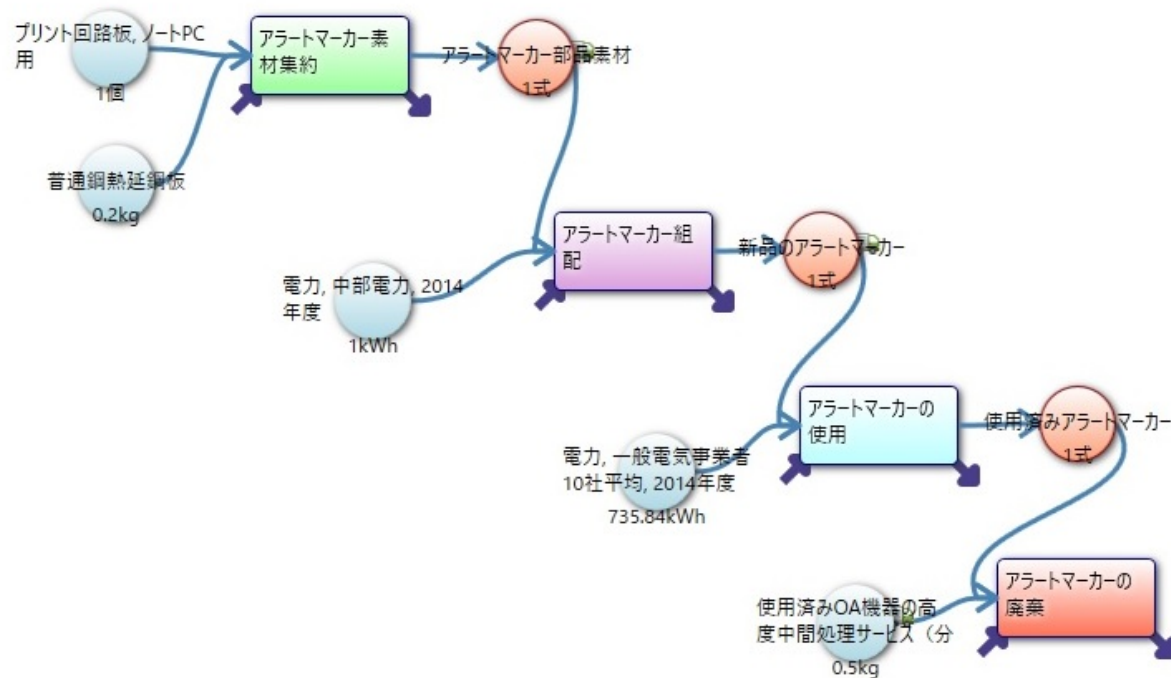 プリント回路板, ノートPC
用
1個
アラートマーカー素
材集約
アラートマーカー部品素材
1式
普通鋼熱延鋼板
0.2kg
アラートマーカー組
配
新品のアラートマーカー
1式
電力, 中部電力, 2014
年度
1kWh
アラートマーカーの
使用
使用済みアラートマーカー
1式
電力, 一般電気事業者
10社平均, 2014年度
735.84kWh
アラートマーカーの
廃棄
使用済みOA機器の高
度中間処理サービス（分
0.5kg